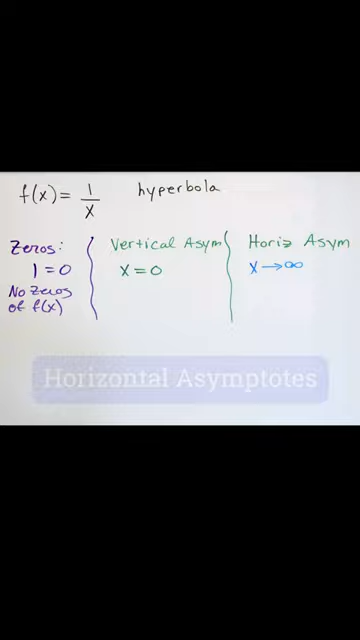 f(x) = 1/x hyperbola
Zeros:
1 = 0
No Zeros
of f(x)
Vertical Asym
x = 0
Horiz Asym
x → ∞
Horizontal Asymptotes